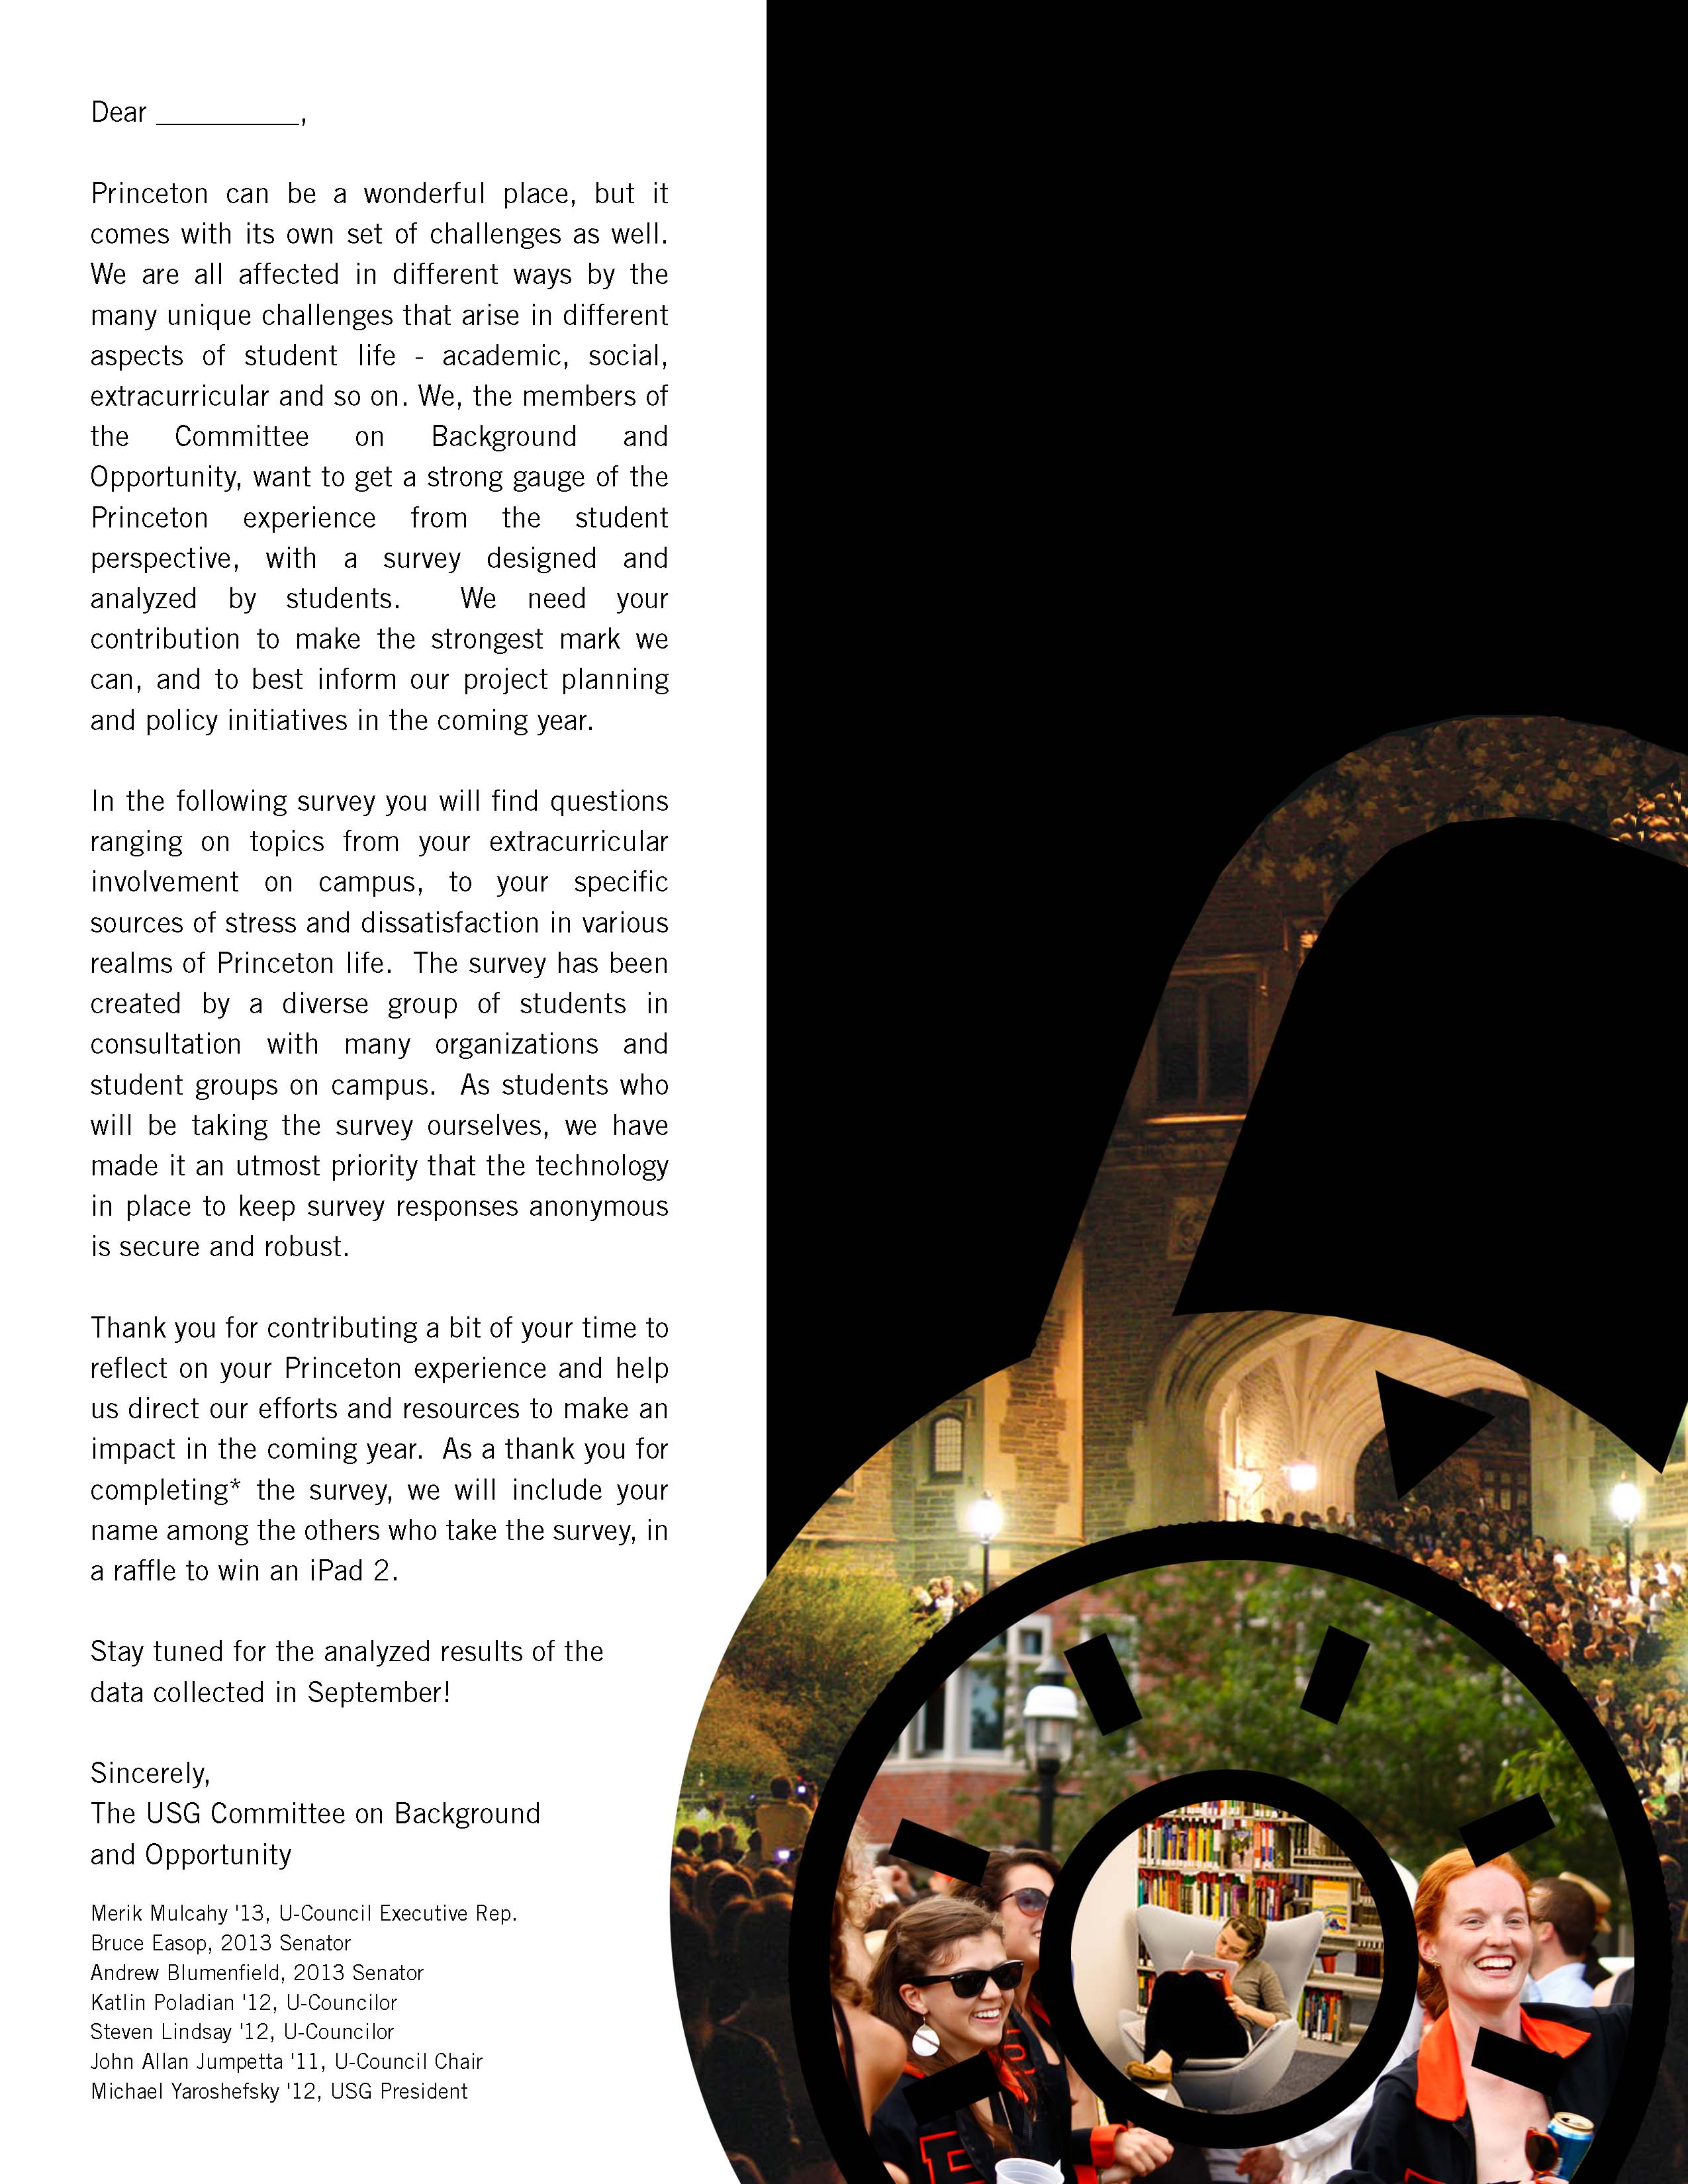 Dear __________,
Princeton can be a wonderful place, but it
comes with its own set of challenges as well.
We are all affected in different ways by the
many unique challenges that arise in different
aspects of student life - academic, social,
extracurricular and so on. We, the members of
the Committee on Background and
Opportunity, want to get a strong gauge of the
Princeton experience from the student
perspective, with a survey designed and
analyzed by students. We need your
contribution to make the strongest mark we
can, and to best inform our project planning
and policy initiatives in the coming year.
In the following survey you will find questions
ranging on topics from your extracurricular
involvement on campus, to your specific
sources of stress and dissatisfaction in various
realms of Princeton life. The survey has been
created by a diverse group of students in
consultation with many organizations and
student groups on campus. As students who
will be taking the survey ourselves, we have
made it an utmost priority that the technology
in place to keep survey responses anonymous
is secure and robust.
Thank you for contributing a bit of your time to
reflect on your Princeton experience and help
us direct our efforts and resources to make an
impact in the coming year. As a thank you for
completing* the survey, we will include your
name among the others who take the survey, in
a raffle to win an iPad 2.
Stay tuned for the analyzed results of the
data collected in September!
Sincerely,
The USG Committee on Background
and Opportunity
Merik Mulcahy '13, U-Council Executive Rep.
Bruce Easop, 2013 Senator
Andrew Blumenfield, 2013 Senator
Katlin Poladian '12, U-Councilor
Steven Lindsay '12, U-Councilor
John Allan Jumpetta '11, U-Council Chair
Michael Yaroshefsky '12, USG President